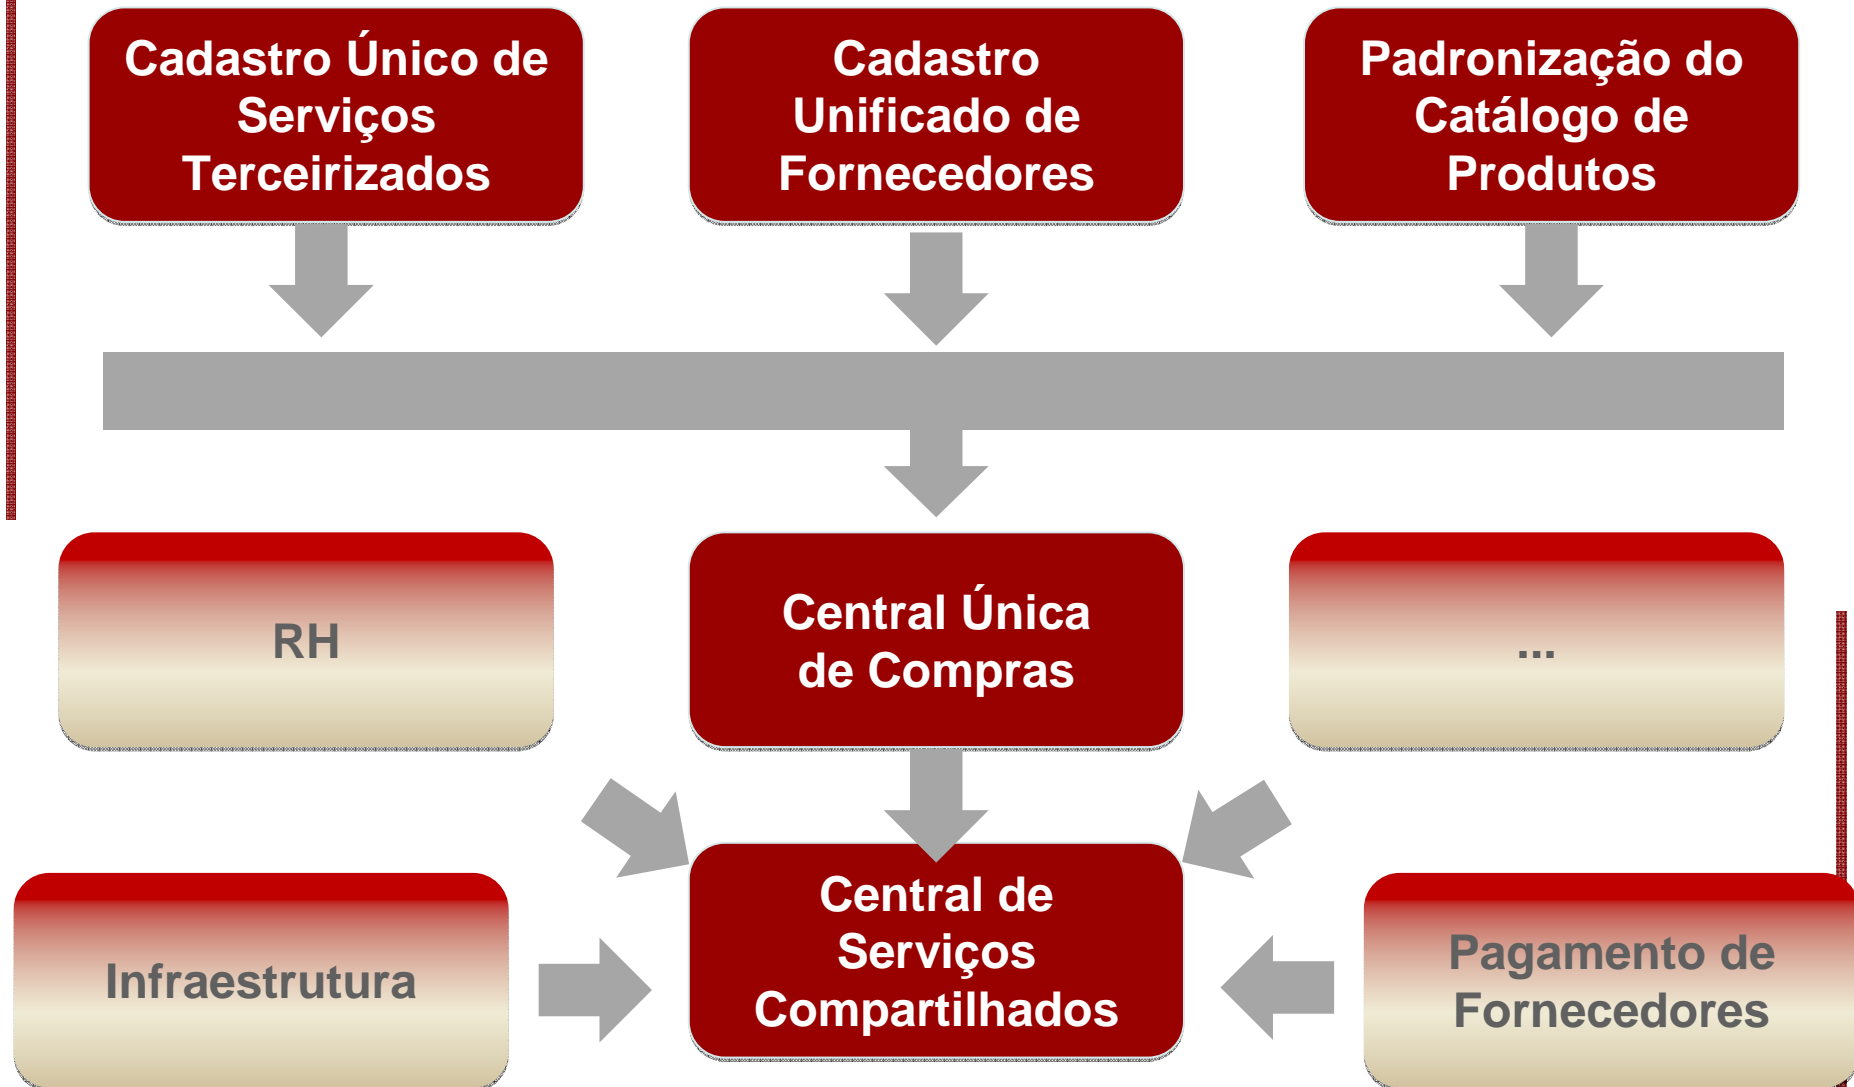 Cadastro Único de
Serviços
Terceirizados
Cadastro
Unificado de
Fornecedores
Padronização do
Catálogo de
Produtos
RH
Central Única
de Compras
...
Infraestrutura
Central de
Serviços
Compartilhados
Pagamento de
Fornecedores